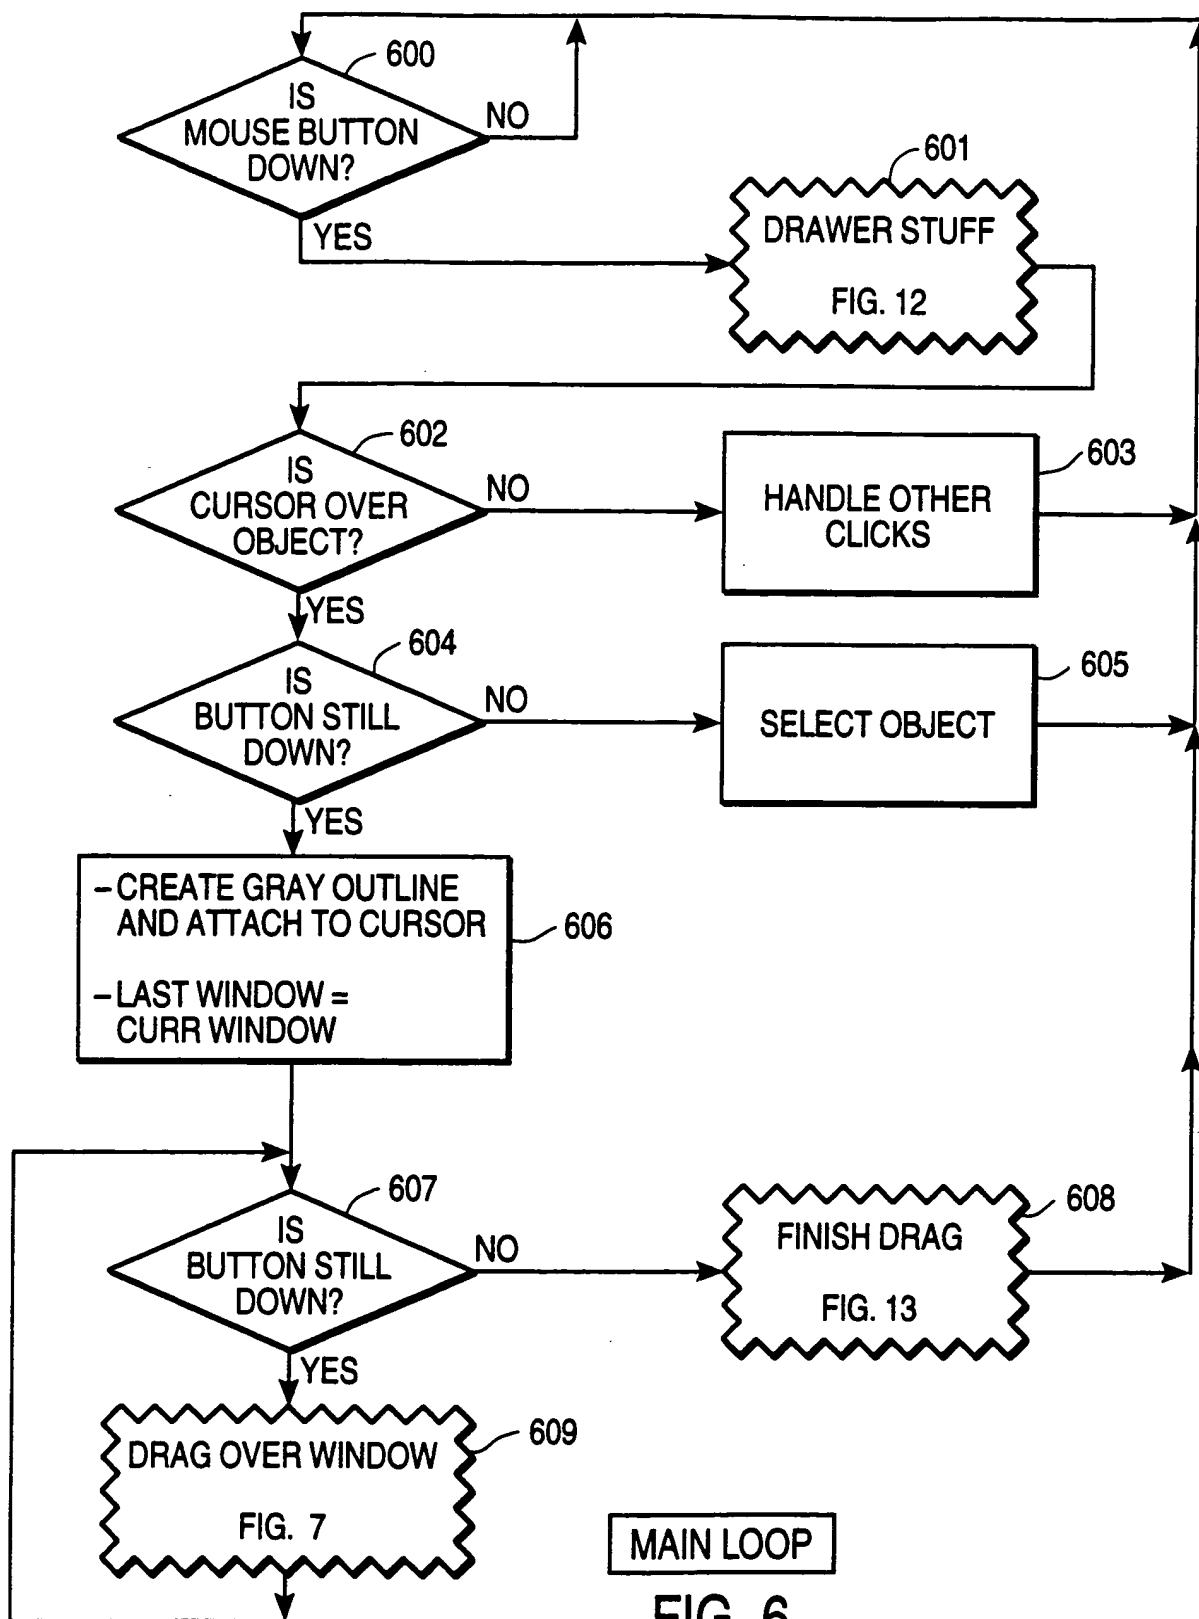 600
IS
MOUSE BUTTON
DOWN?
NO
YES
601
DRAWER STUFF
FIG. 12
602
IS
CURSOR OVER
OBJECT?
NO
YES
603
HANDLE OTHER
CLICKS
604
IS
BUTTON STILL
DOWN?
NO
YES
605
SELECT OBJECT
– CREATE GRAY OUTLINE
AND ATTACH TO CURSOR
– LAST WINDOW =
CURR WINDOW
606
607
IS
BUTTON STILL
DOWN?
NO
YES
608
FINISH DRAG
FIG. 13
609
DRAG OVER WINDOW
FIG. 7
MAIN LOOP
FIG. 6